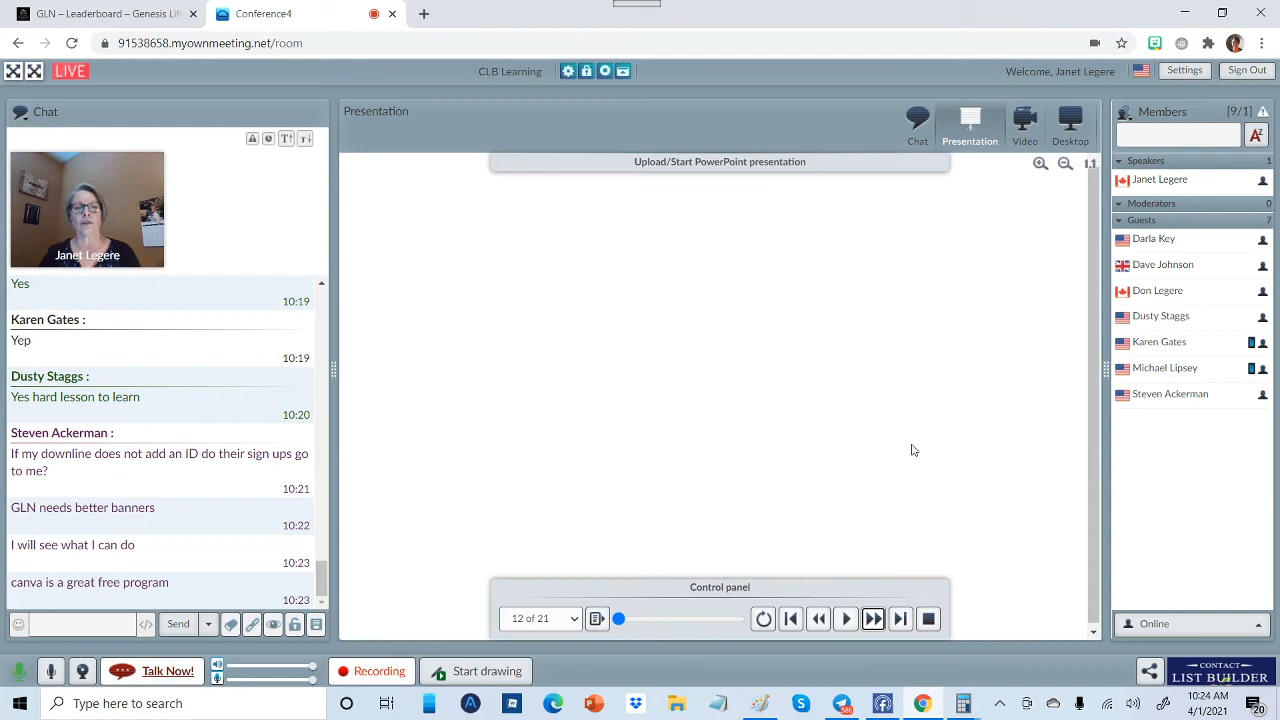 GLN – Leaderboard – Genesis Lif
Conference4
91538658.myownmeeting.net/room
LIVE
CLB Learning
Welcome, Janet Legere
Settings
Sign Out
Chat
Janet Legere
Yes
10:19
Karen Gates :
Yep
10:19
Dusty Staggs :
Yes hard lesson to learn
10:20
Steven Ackerman :
If my downline does not add an ID do their sign ups go
to me?
10:21
GLN needs better banners
10:22
I will see what I can do
10:23
canva is a great free program
10:23
Send
Presentation
Chat
Presentation
Video
Desktop
Upload/Start PowerPoint presentation
1:1
Control panel
12 of 21
Members
[9/1]
Speakers
1
Janet Legere
Moderators
0
Guests
7
Darla Key
Dave Johnson
Don Legere
Dusty Staggs
Karen Gates
Michael Lipsey
Steven Ackerman
Online
Talk Now!
Recording
Start drawing
CONTACT
LIST BUILDER
Type here to search
586
10:24 AM
4/1/2021
20